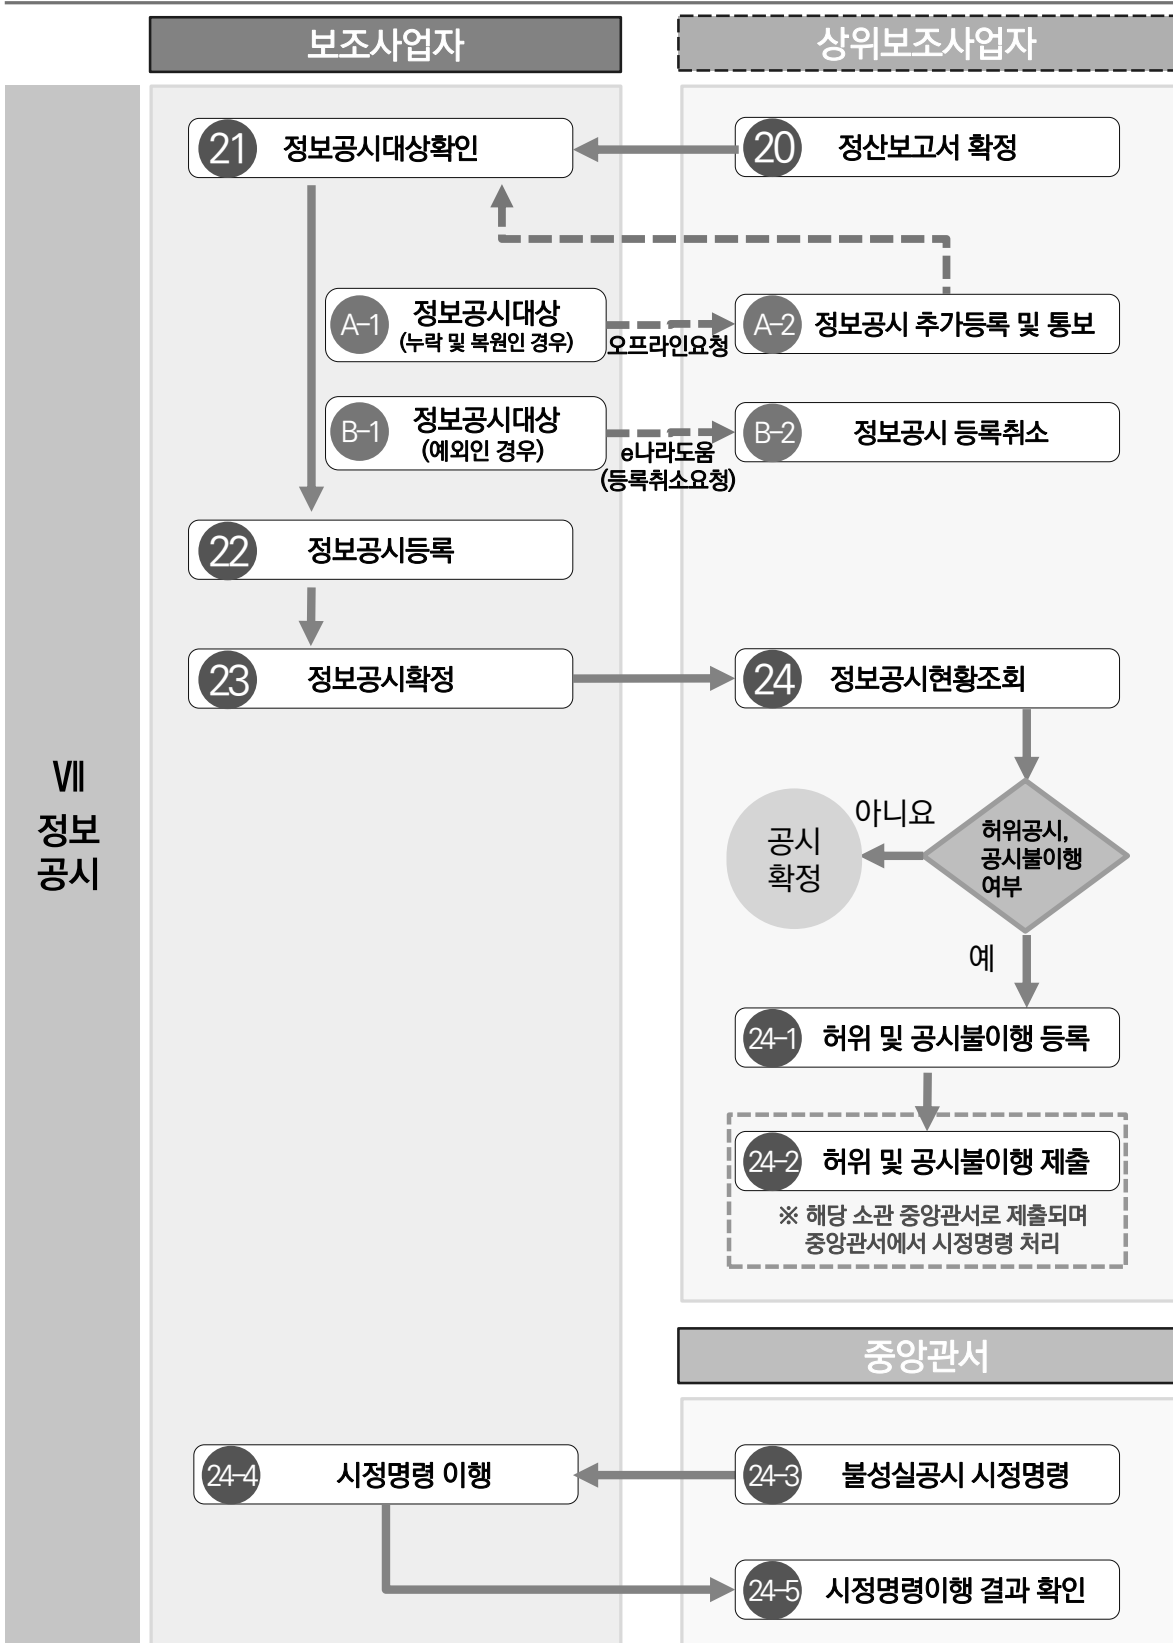 보조사업자
상위보조사업자
21 정보공시대상확인
20 정산보고서 확정
A-1 정보공시대상
(누락 및 복원인 경우)
오프라인요청
A-2 정보공시 추가등록 및 통보
B-1 정보공시대상
(예외인 경우)
e나라도움
(등록취소요청)
B-2 정보공시 등록취소
22 정보공시등록
23 정보공시확정
24 정보공시현황조회
Ⅶ
정보
공시
허위공시,
공시불이행
여부
아니요
공시
확정
예
24-1 허위 및 공시불이행 등록
24-2 허위 및 공시불이행 제출
※ 해당 소관 중앙관서로 제출되며
중앙관서에서 시정명령 처리
중앙관서
24-4 시정명령 이행
24-3 불성실공시 시정명령
24-5 시정명령이행 결과 확인